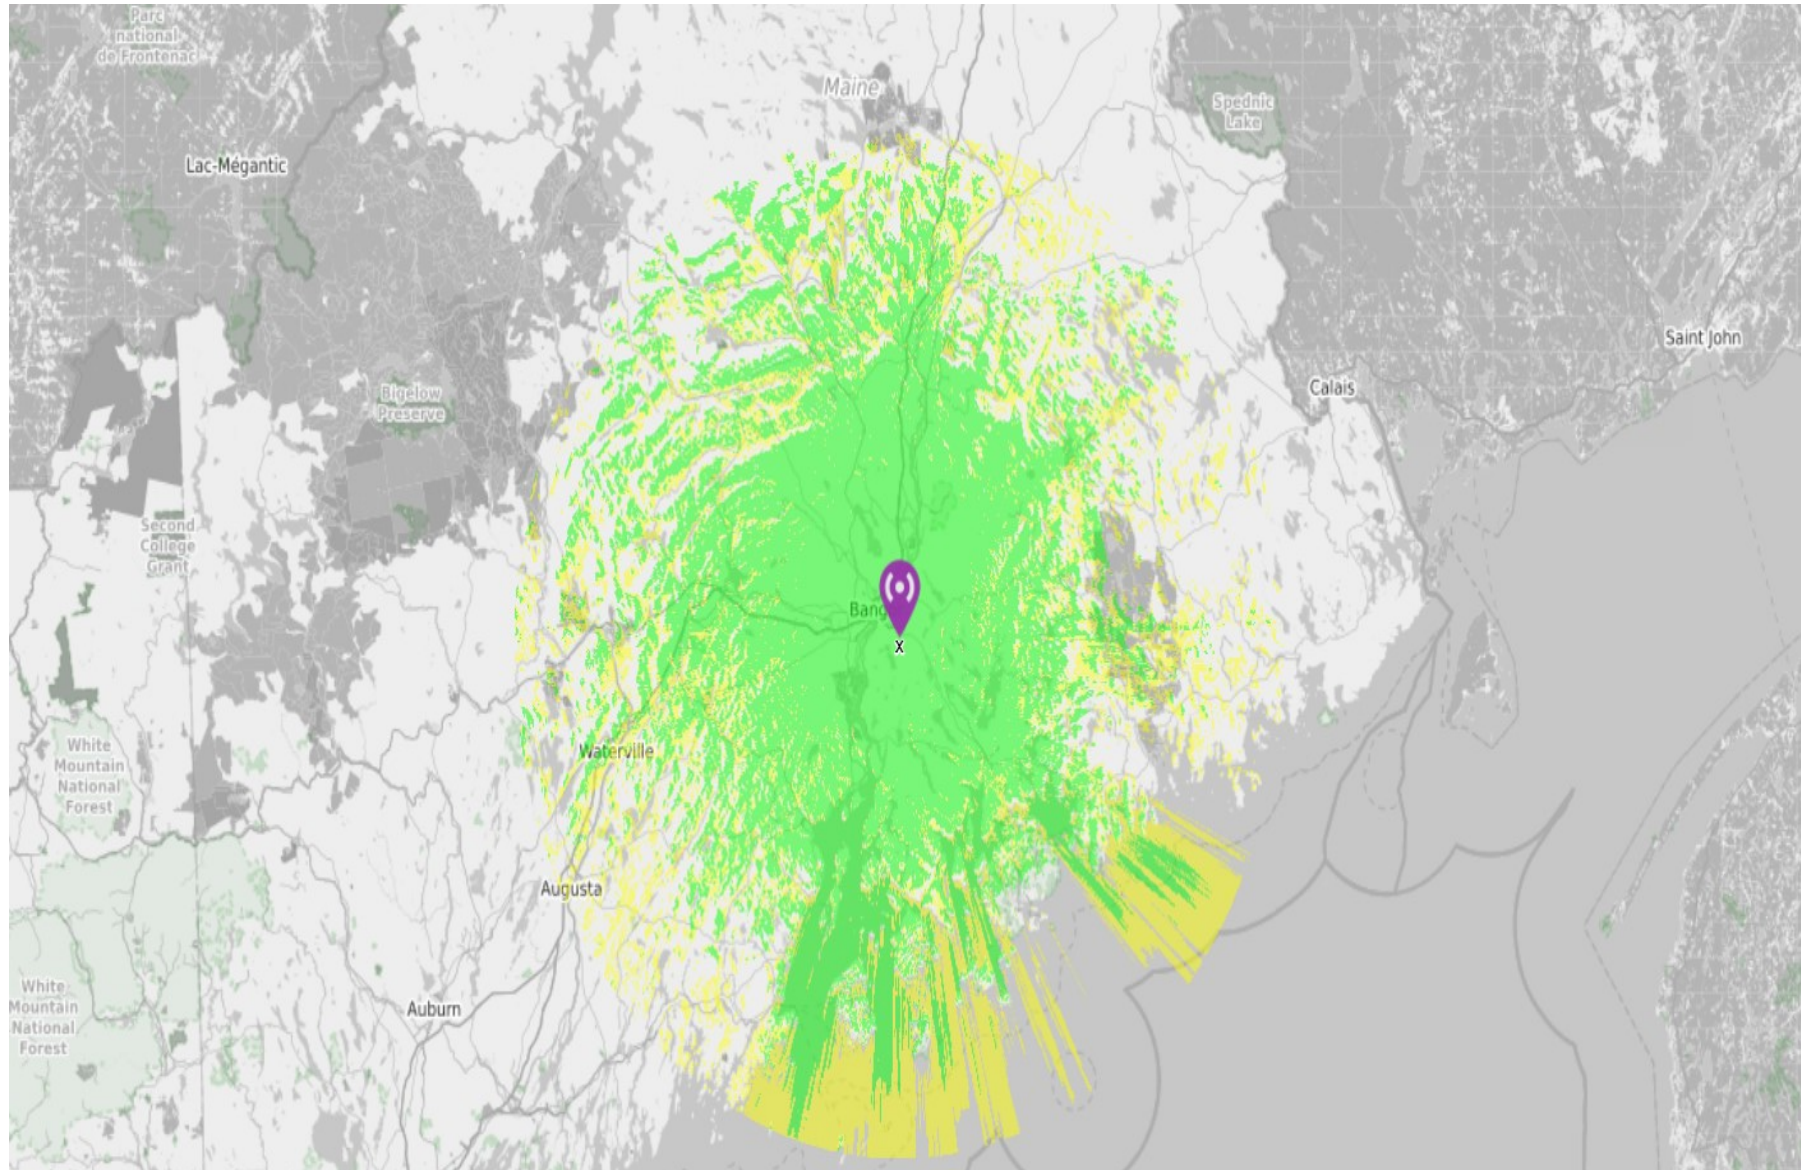 Parc
national
de Frontenac
Maine
Spednic
Lake
Lac-Mégantic
Saint John
Calais
Bigelow
Preserve
Second
College
Grant
Bang
X
Waterville
White
Mountain
National
Forest
Augusta
White
Mountain
National
Forest
Auburn